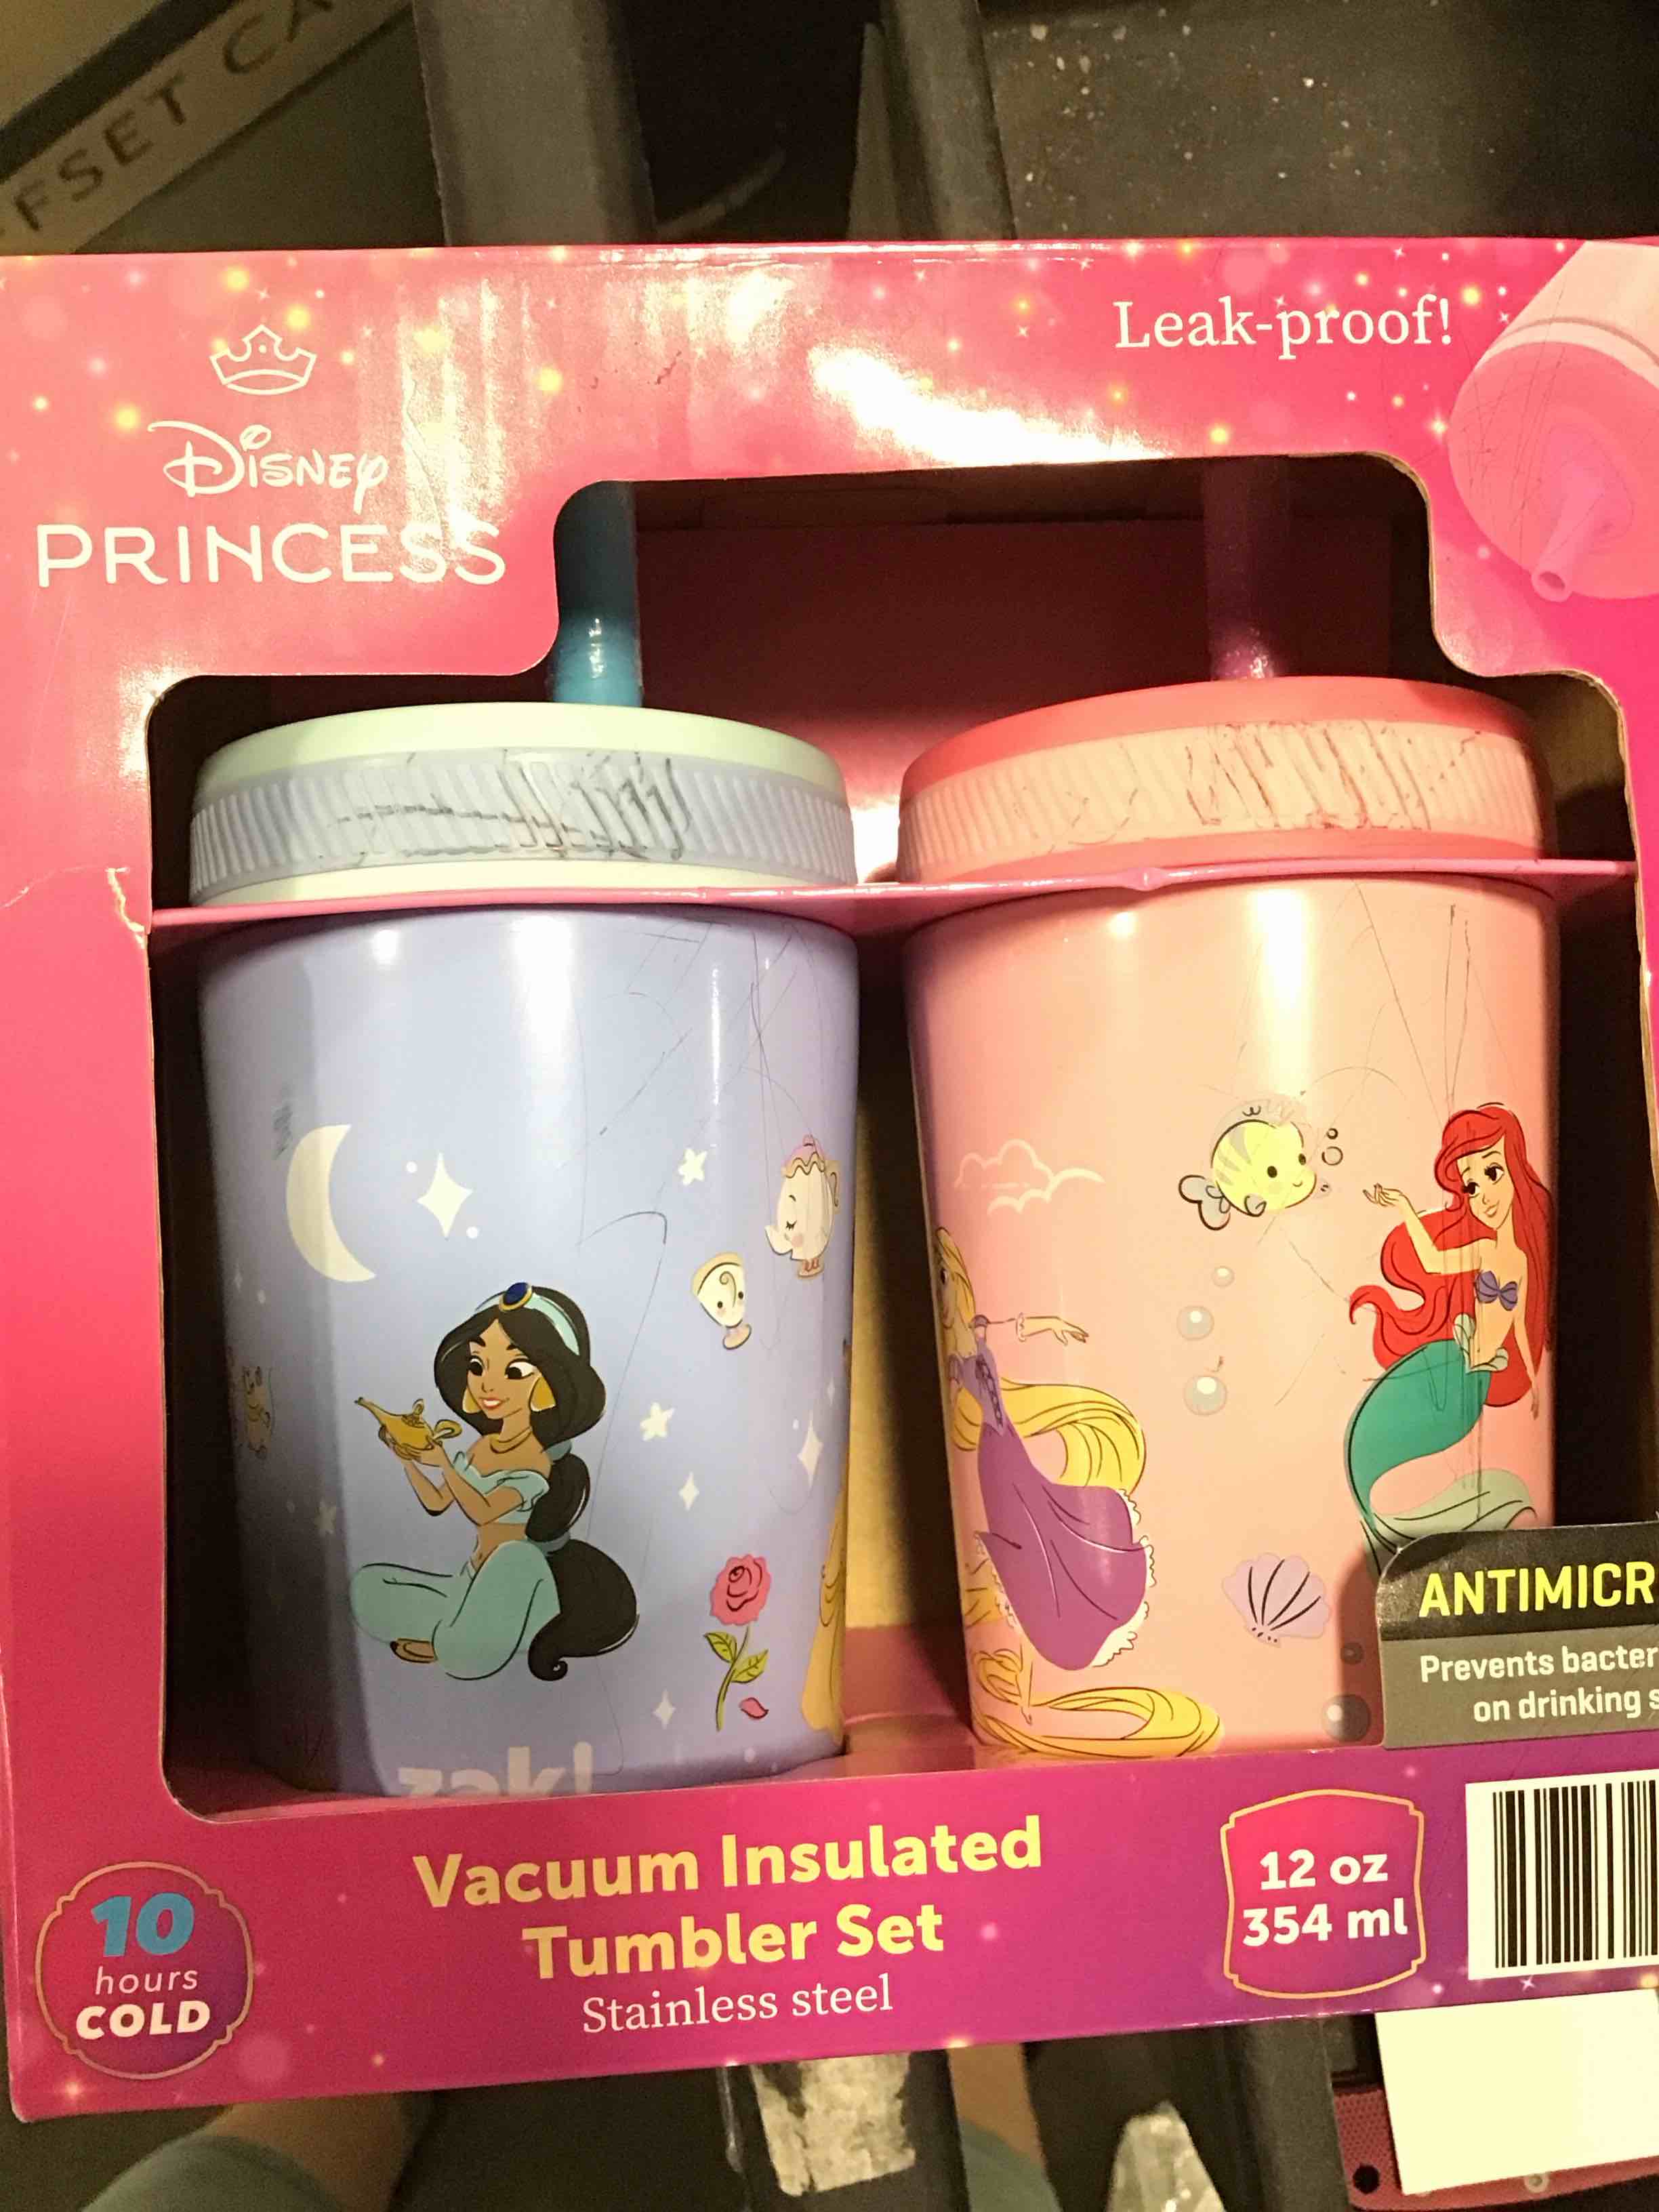 FSET CA
Leak-proof!
Disney
PRINCESS
zak!
ANTIMICR
Prevents bacter
on drinking s
Vacuum Insulated
Tumbler Set
Stainless steel
12 oz
354 ml
10
hours
COLD